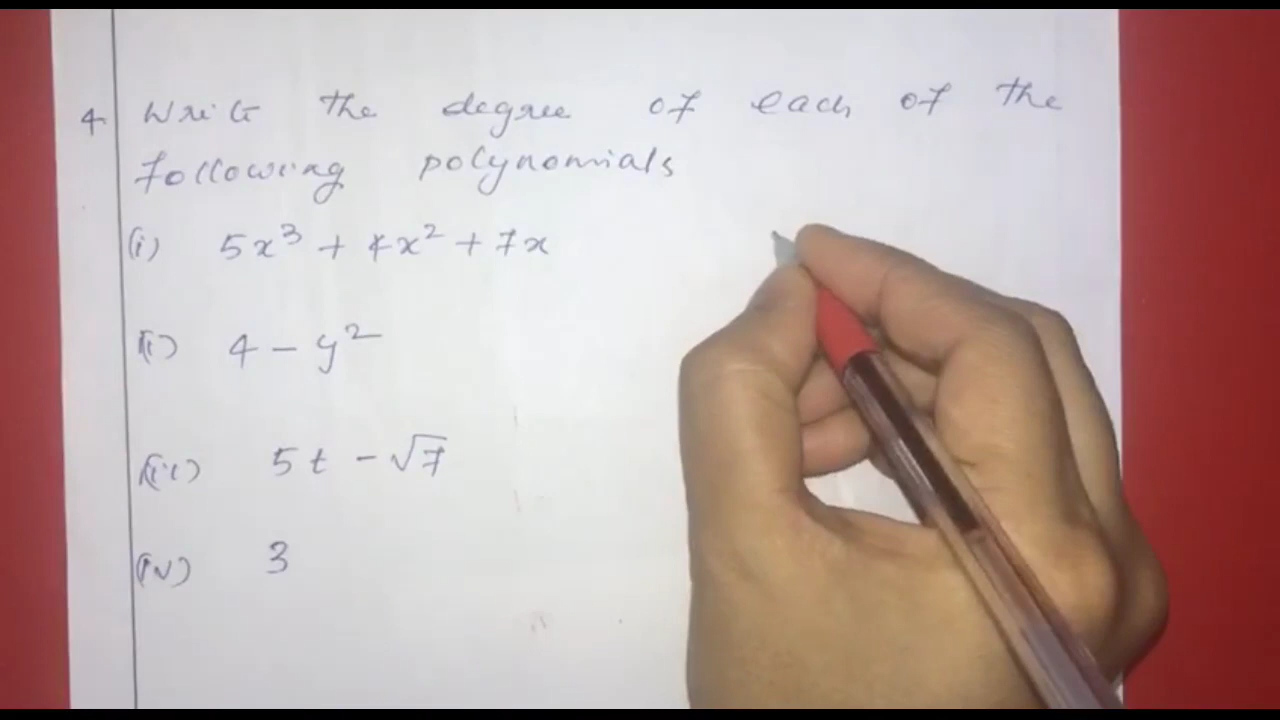 4. Write the degree of each of the
following polynomials
(i) 5x³ + 4x² + 7x
(ii) 4 - y²
(iii) 5t - √7
(iv) 3